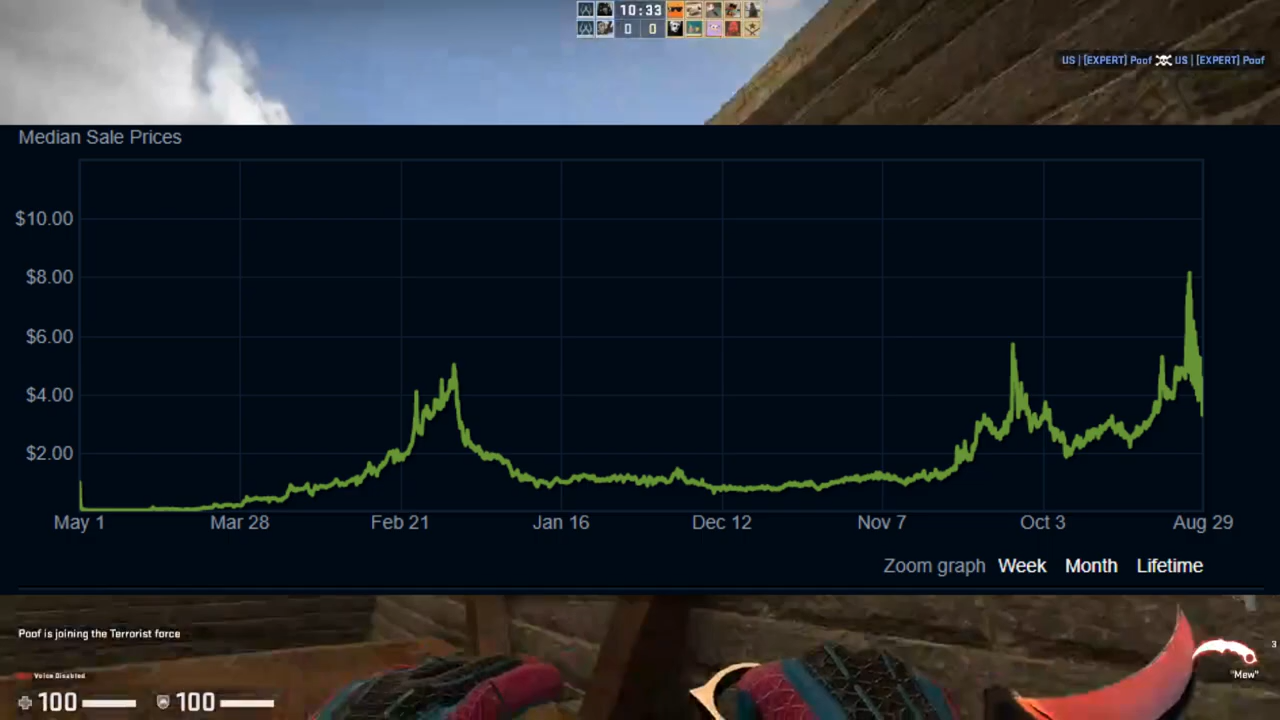 10:33
0 0
US | [EXPERT] Poof US | [EXPERT] Poof
Median Sale Prices
$10.00
$8.00
$6.00
$4.00
$2.00
May 1 Mar 28 Feb 21 Jan 16 Dec 12 Nov 7 Oct 3 Aug 29
Zoom graph Week Month Lifetime
Poof is joining the Terrorist force
Voice Disabled
100 100
3
"Mew"